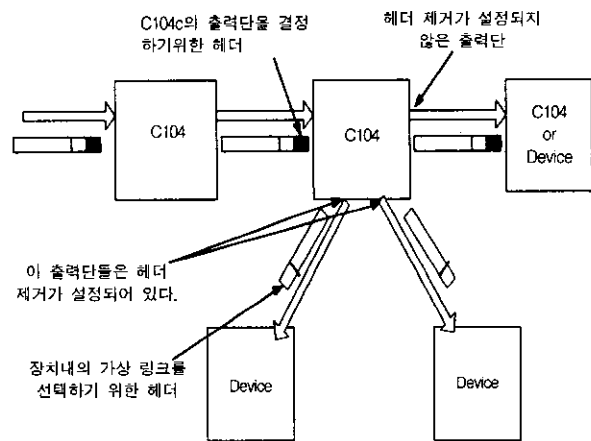 C104c의 출력단을 결정
하기위한 헤더
헤더 제거가 설정되지
않은 출력단
C104
C104
C104
or
Device
이 출력단들은 헤더
제거가 설정되어 있다.
장치내의 가상 링크를
선택하기 위한 헤더
Device
Device